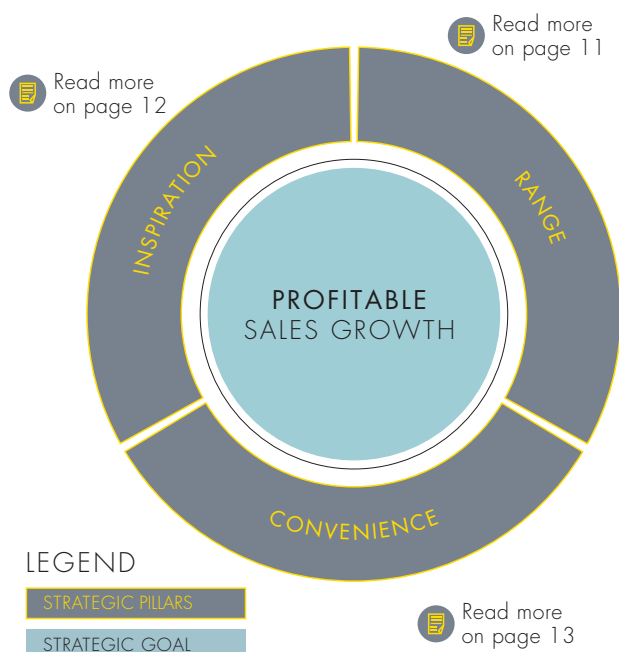 Read more
on page 11
Read more
on page 12
INSPIRATION
RANGE
PROFITABLE
SALES GROWTH
CONVENIENCE
LEGEND
STRATEGIC PILLARS
STRATEGIC GOAL
Read more
on page 13